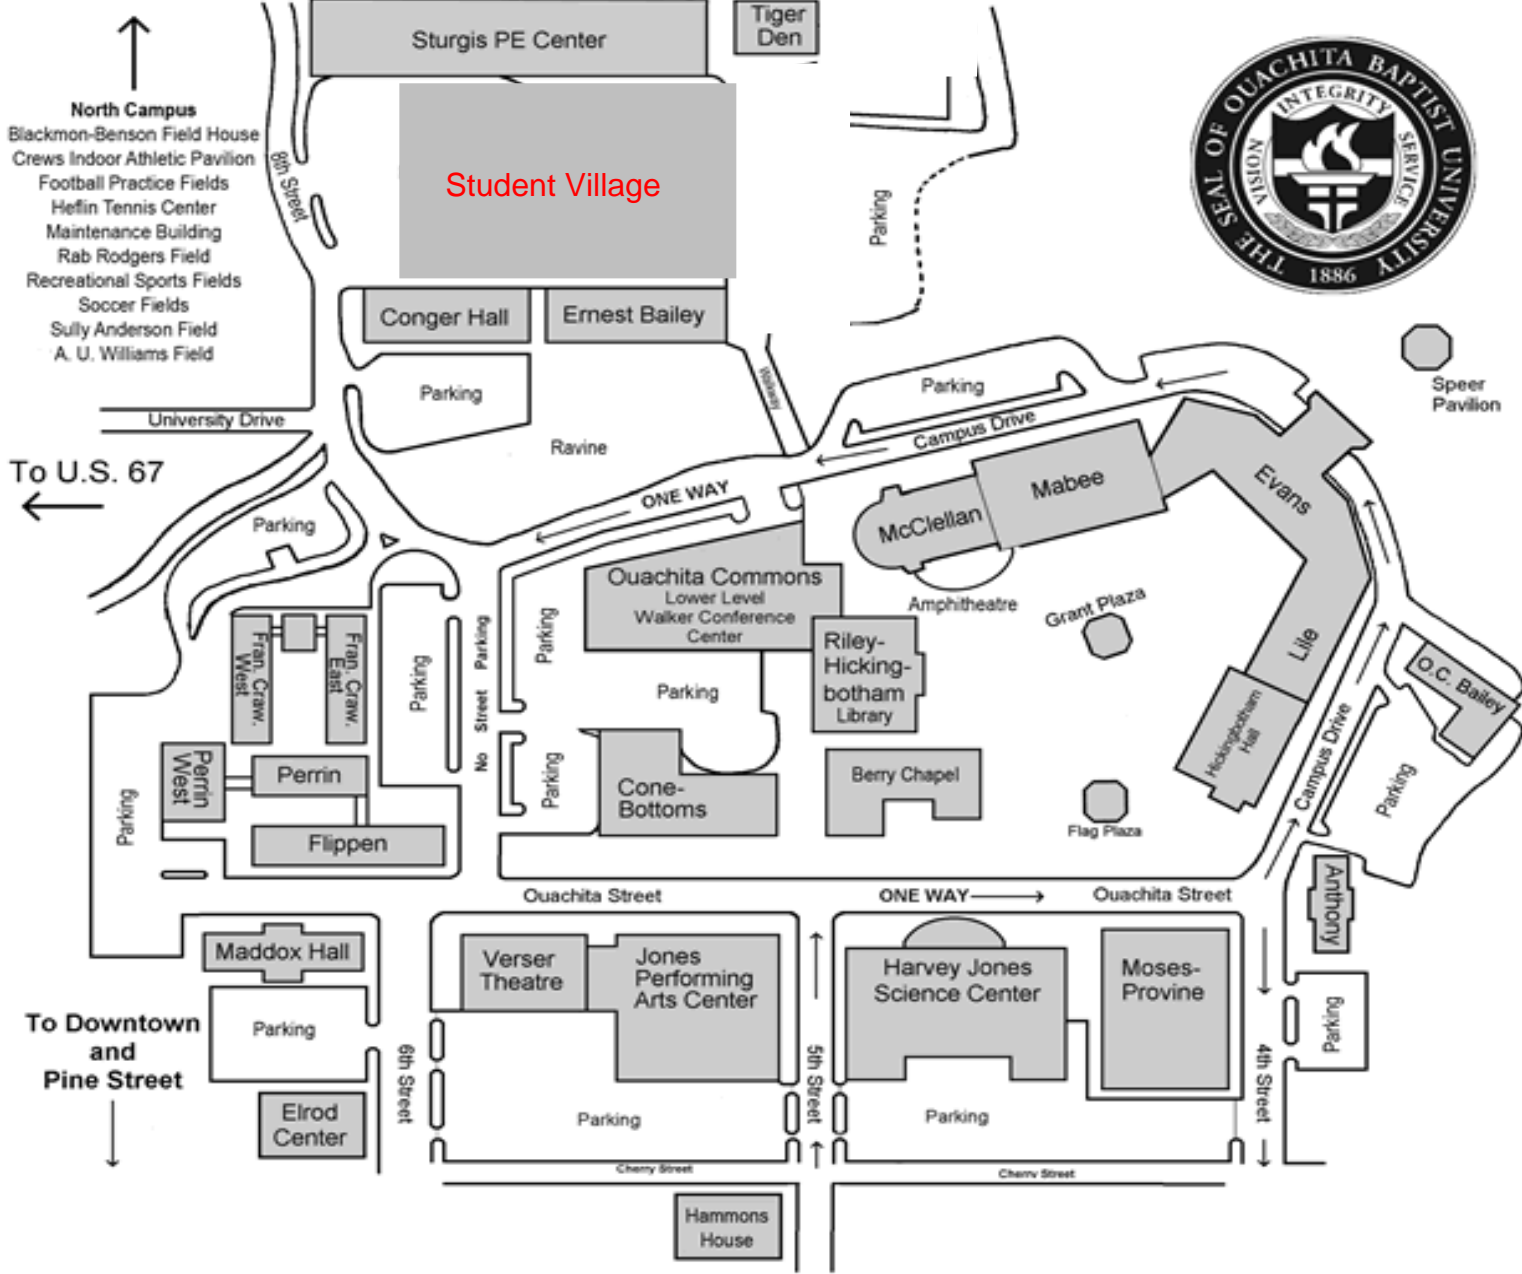 Sturgis PE Center
Tiger
Den
North Campus
Blackmon-Benson Field House
Crews Indoor Athletic Pavilion
Football Practice Fields
Heflin Tennis Center
Maintenance Building
Rab Rodgers Field
Recreational Sports Fields
Soccer Fields
Sully Anderson Field
A. U. Williams Field
8th Street
Student Village
Parking
THE SEAL OF OUACHITA BAPTIST UNIVERSITY
VISION
INTEGRITY
SERVICE
1886
Conger Hall
Ernest Bailey
Speer
Pavilion
Parking
Walkway
Parking
University Drive
Campus Drive
Ravine
To U.S. 67
ONE WAY
Parking
Mabee
McClellan
Evans
Ouachita Commons
Lower Level
Walker Conference
Center
Amphitheatre
Grant Plaza
Fran. Craw.
West
Fran. Craw.
East
Parking
No Street Parking
Parking
Parking
Riley-
Hicking-
botham
Library
Lile
O.C. Bailey
Hickingbotham
Hall
Campus Drive
Parking
Perrin
West
Perrin
Parking
Cone-
Bottoms
Berry Chapel
Flag Plaza
Parking
Flippen
Ouachita Street
ONE WAY
Ouachita Street
Anthony
Maddox Hall
Verser
Theatre
Jones
Performing
Arts Center
Harvey Jones
Science Center
Moses-
Provine
To Downtown
and
Pine Street
Parking
6th Street
5th Street
4th Street
Parking
Elrod
Center
Parking
Parking
Cherry Street
Cherry Street
Hammons
House